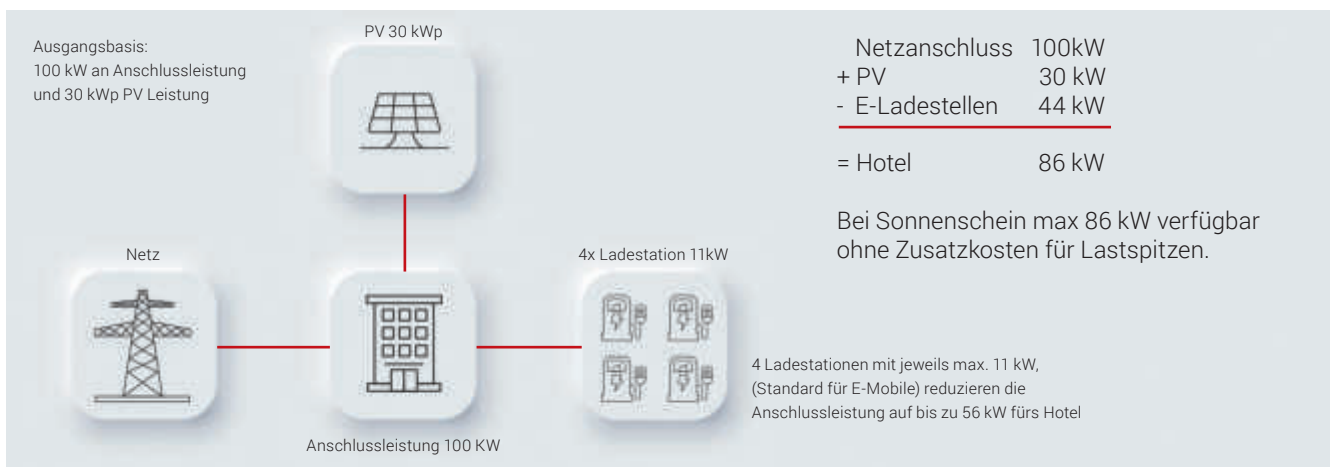 Ausgangsbasis:
100 kW an Anschlussleistung
und 30 kWp PV Leistung
PV 30 kWp
Netz
Anschlussleistung 100 KW
4x Ladestation 11kW
4 Ladestationen mit jeweils max. 11 kW,
(Standard für E-Mobile) reduzieren die
Anschlussleistung auf bis zu 56 kW fürs Hotel
Netzanschluss 100kW
+ PV 30 kW
- E-Ladestellen 44 kW
= Hotel 86 kW
Bei Sonnenschein max 86 kW verfügbar
ohne Zusatzkosten für Lastspitzen.